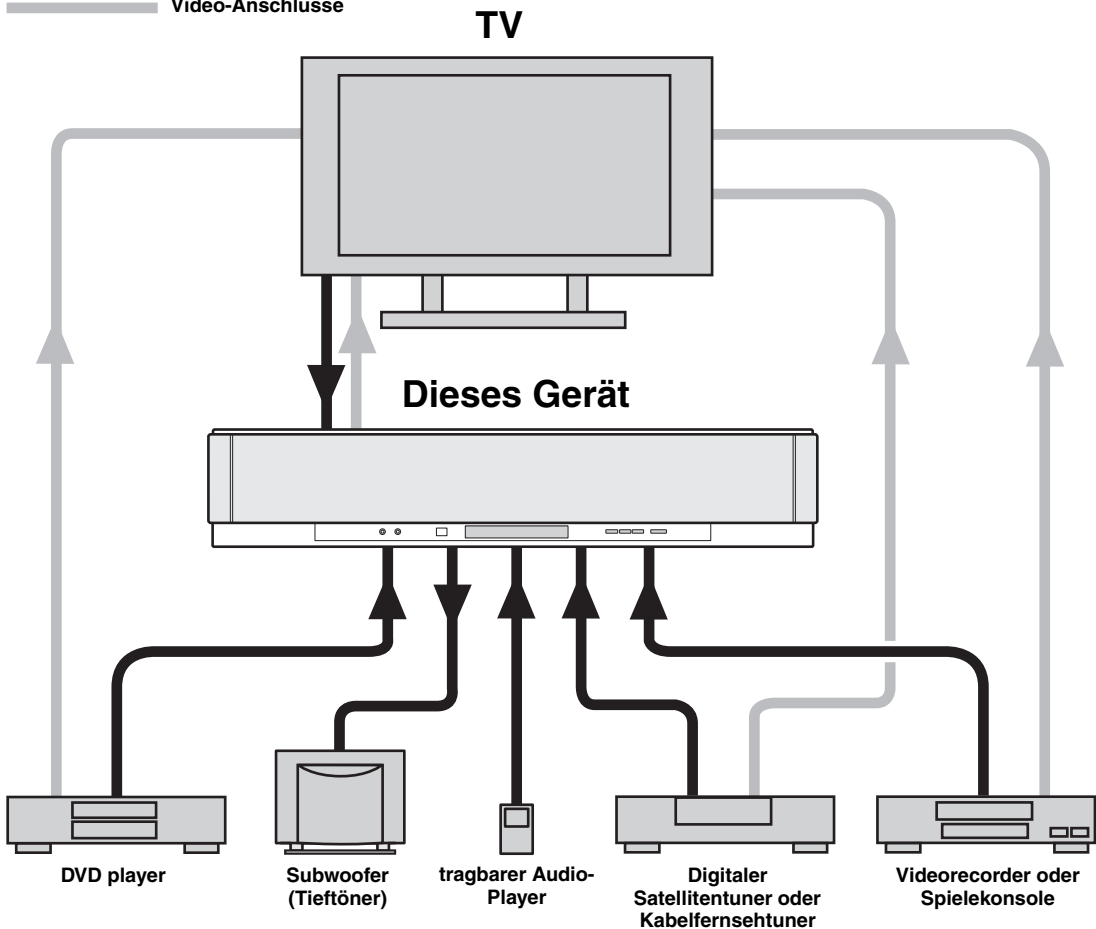 Video-Anschlüsse
TV
Dieses Gerät
DVD player
Subwoofer
(Tieftöner)
tragbarer Audio-
Player
Digitaler
Satellitentuner oder
Kabelfernsehtuner
Videorecorder oder
Spielekonsole